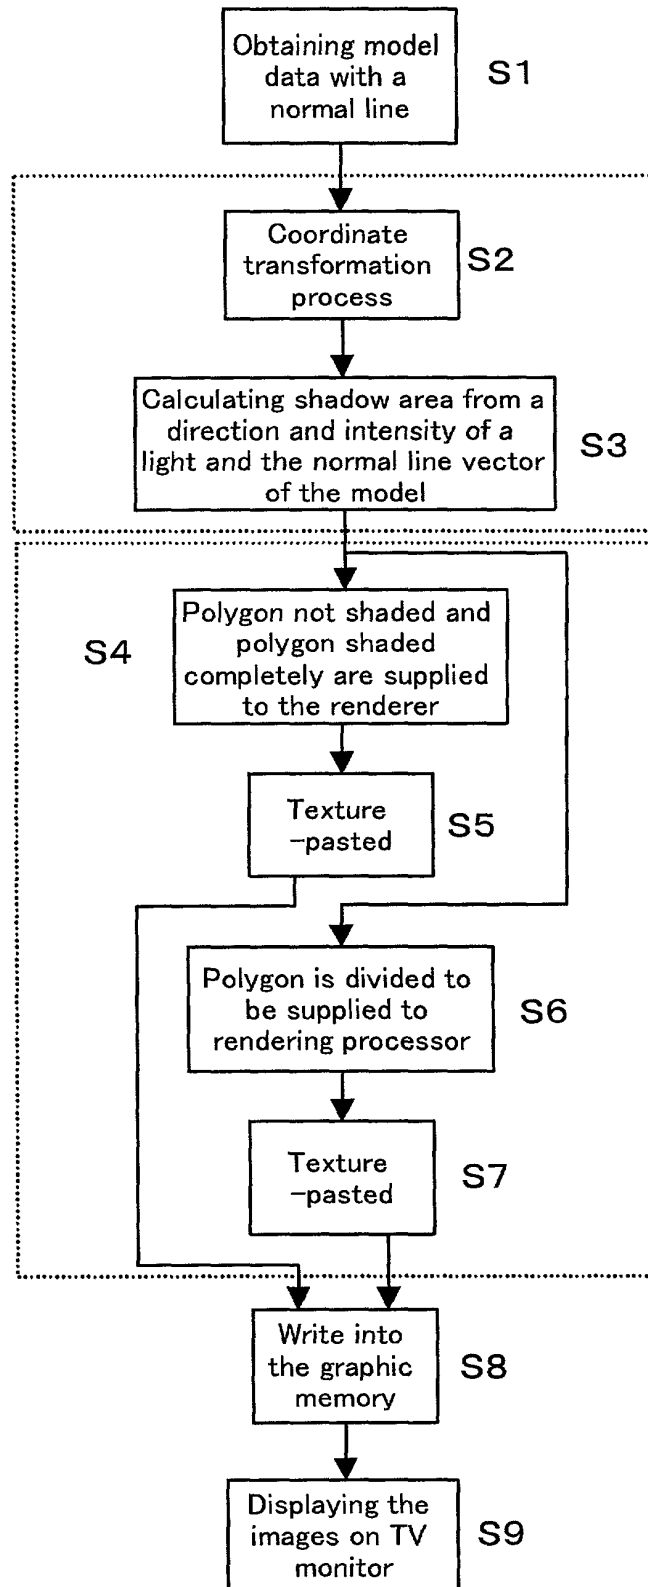 Obtaining model
data with a
normal line
S1
Coordinate
transformation
process
S2
Calculating shadow area from a
direction and intensity of a
light and the normal line vector
of the model
S3
S4
Polygon not shaded and
polygon shaded
completely are supplied
to the renderer
Texture
-pasted
S5
Polygon is divided to
be supplied to
rendering processor
S6
Texture
-pasted
S7
Write into
the graphic
memory
S8
Displaying the
images on TV
monitor
S9